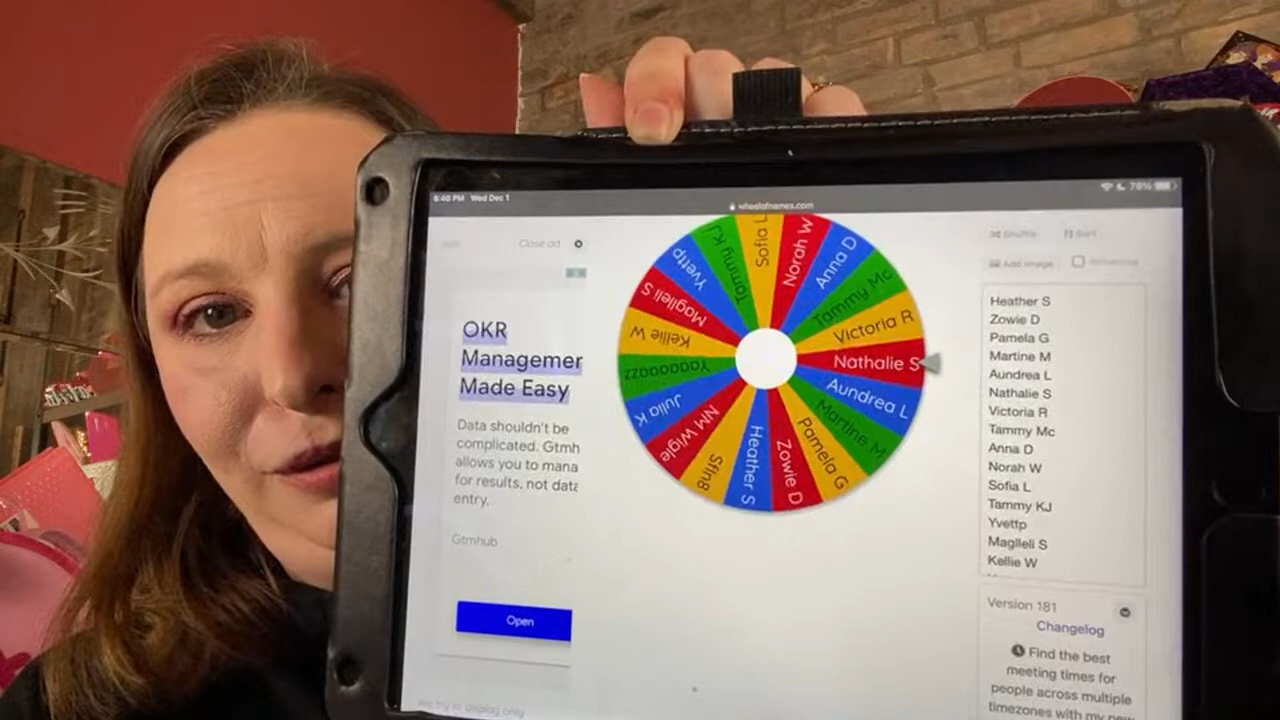 6:40 PM Wed Dec 1
78%
wheelofnames.com
Close ad
OKR
Managemer
Made Easy
Data shouldn't be
complicated. Gtmh
allows you to mana
for results, not data
entry.
Gtmhub
Open
Sofia L
Norah W
Anna D
Tammy Mc
Victoria R
Nathalie S
Aundrea L
Martine M
Pamela G
Zowie D
Heather S
Sfin8
NM Wigle
Julia K
Yaaaaaazz
Kellie W
Maglleli S
Yvettp
Tammy KJ
Shuffle
Sort
Add image
Advanced
Heather S
Zowie D
Pamela G
Martine M
Aundrea L
Nathalie S
Victoria R
Tammy Mc
Anna D
Norah W
Sofia L
Tammy KJ
Yvettp
Maglleli S
Kellie W
Version 181
Changelog
Find the best
meeting times for
people across multiple
timezones with my new